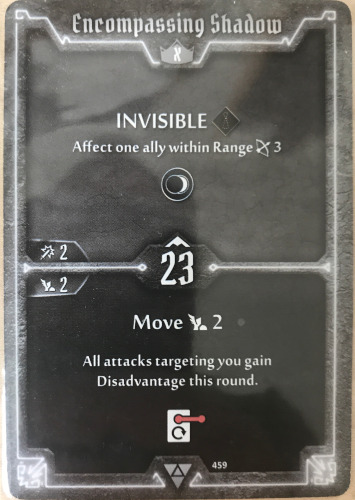 Encompassing Shadow
X
INVISIBLE
Affect one ally within Range 3
2
23
2
Move 2
All attacks targeting you gain
Disadvantage this round.
459